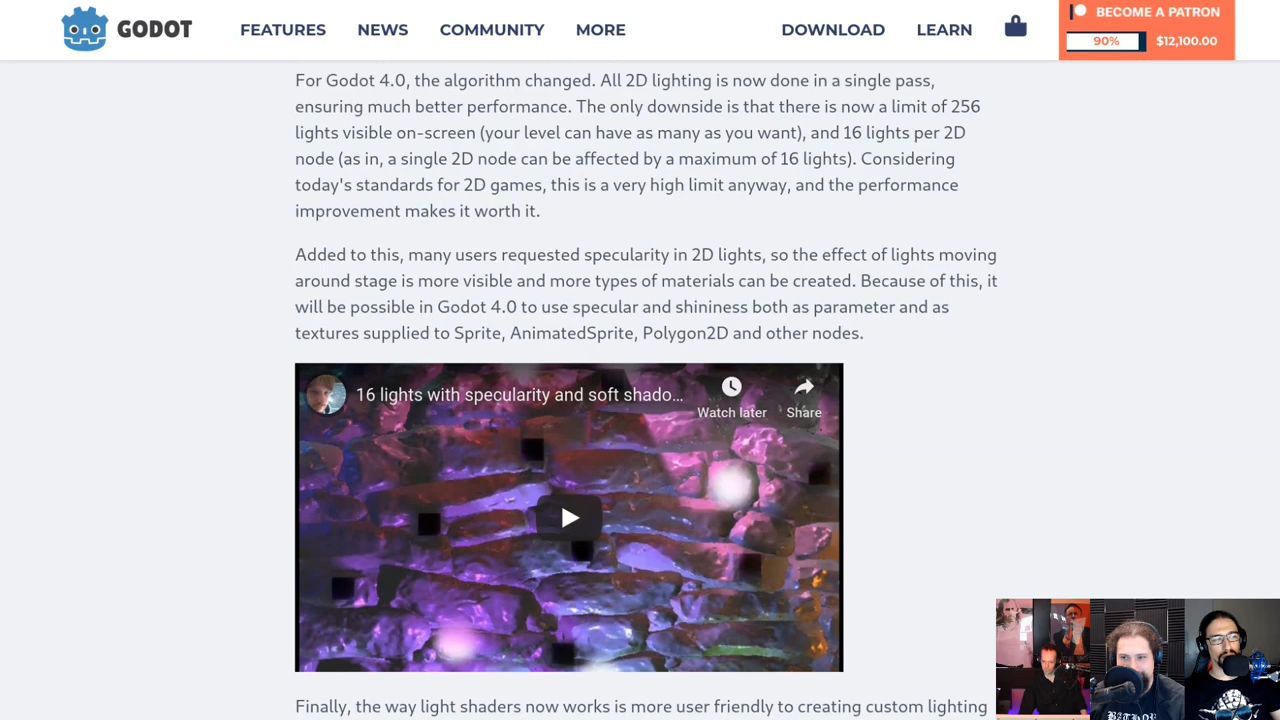 GODOT
FEATURES
NEWS
COMMUNITY
MORE
DOWNLOAD
LEARN
BECOME A PATRON
90%
$12,100.00
For Godot 4.0, the algorithm changed. All 2D lighting is now done in a single pass,
ensuring much better performance. The only downside is that there is now a limit of 256
lights visible on-screen (your level can have as many as you want), and 16 lights per 2D
node (as in, a single 2D node can be affected by a maximum of 16 lights). Considering
today's standards for 2D games, this is a very high limit anyway, and the performance
improvement makes it worth it.
Added to this, many users requested specularity in 2D lights, so the effect of lights moving
around stage is more visible and more types of materials can be created. Because of this, it
will be possible in Godot 4.0 to use specular and shininess both as parameter and as
textures supplied to Sprite, AnimatedSprite, Polygon2D and other nodes.
16 lights with specularity and soft shado...
Watch later
Share
Finally, the way light shaders now works is more user friendly to creating custom lighting